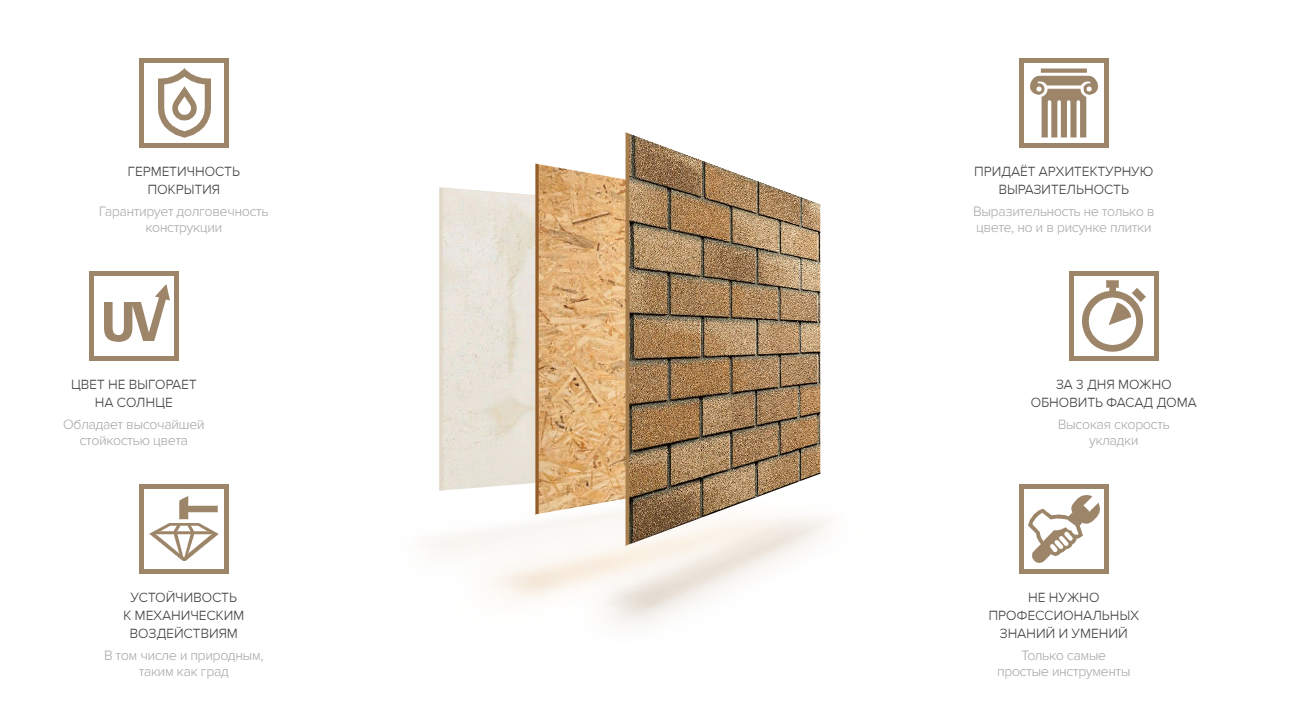 ГЕРМЕТИЧНОСТЬ
ПОКРЫТИЯ
Гарантирует долговечность
конструкции
UV
ЦВЕТ НЕ ВЫГОРАЕТ
НА СОЛНЦЕ
Обладает высочайшей
стойкостью цвета
УСТОЙЧИВОСТЬ
К МЕХАНИЧЕСКИМ
ВОЗДЕЙСТВИЯМ
В том числе и природным,
таким как град
ПРИДАЁТ АРХИТЕКТУРНУЮ
ВЫРАЗИТЕЛЬНОСТЬ
Выразительность не только в
цвете, но и в рисунке плитки
ЗА 3 ДНЯ МОЖНО
ОБНОВИТЬ ФАСАД ДОМА
Высокая скорость
укладки
НЕ НУЖНО
ПРОФЕССИОНАЛЬНЫХ
ЗНАНИЙ И УМЕНИЙ
Только самые
простые инструменты